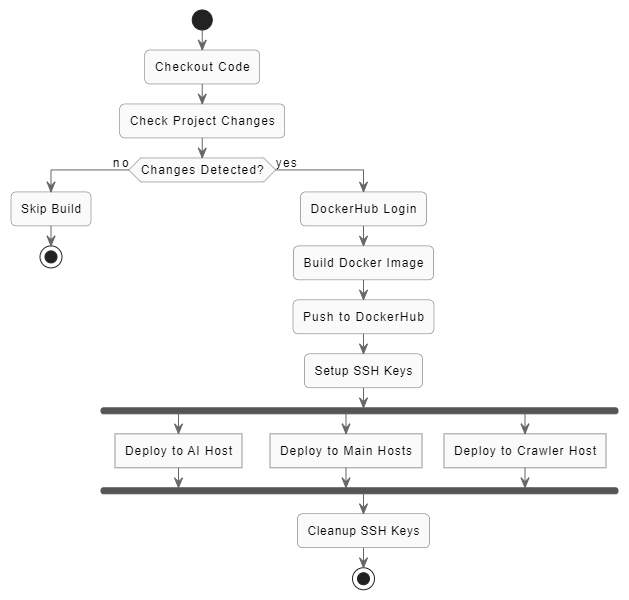 Checkout Code
Check Project Changes
no
Changes Detected?
yes
Skip Build
DockerHub Login
Build Docker Image
Push to DockerHub
Setup SSH Keys
Deploy to AI Host
Deploy to Main Hosts
Deploy to Crawler Host
Cleanup SSH Keys